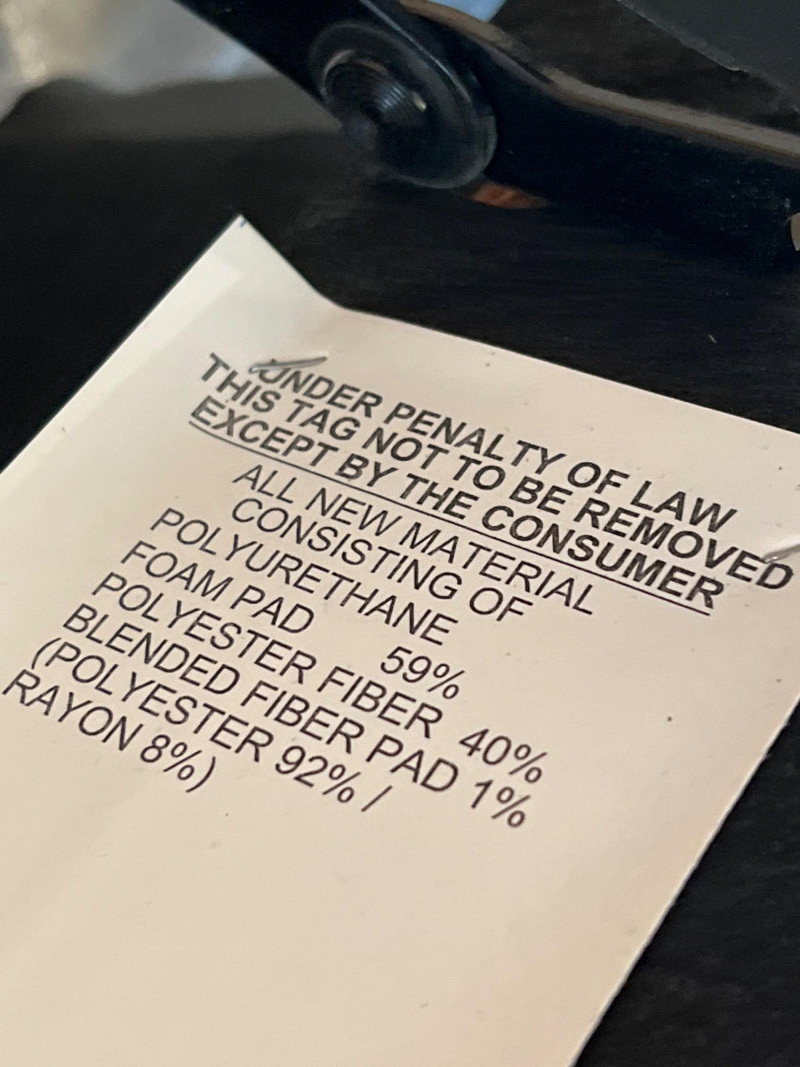 UNDER PENALTY OF LAW
THIS TAG NOT TO BE REMOVED
EXCEPT BY THE CONSUMER
ALL NEW MATERIAL
CONSISTING OF
POLYURETHANE
FOAM PAD 59%
POLYESTER FIBER 40%
BLENDED FIBER PAD 1%
(POLYESTER 92% /
RAYON 8%)